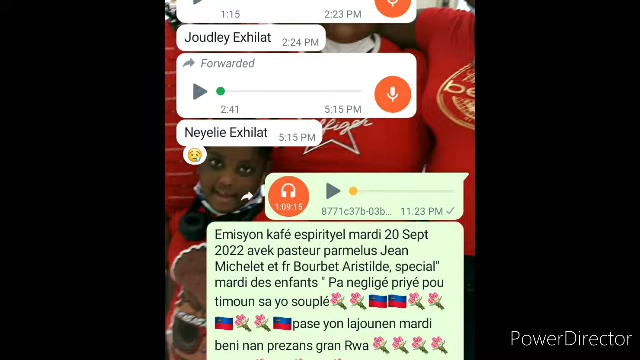 1:15 2:23 PM
Joudley Exhilat 2:24 PM
Forwarded
2:41 5:15 PM
Neyelie Exhilat 5:15 PM
1:09:15 8771c37b-03b... 11:23 PM
Emisyon kafé espirityel mardi 20 Sept
2022 avek pasteur parmelus Jean
Michelet et fr Bourbet Aristilde, special"
mardi des enfants " Pa negligé priyé pou
timoun sa yo souplé🌹🌹🇭🇹🇭🇹🌹🌹
🇭🇹🌹🌹🇭🇹pase yon lajounen mardi
beni nan prezans gran Rwa 🌹🌹🌹🌹
PowerDirector